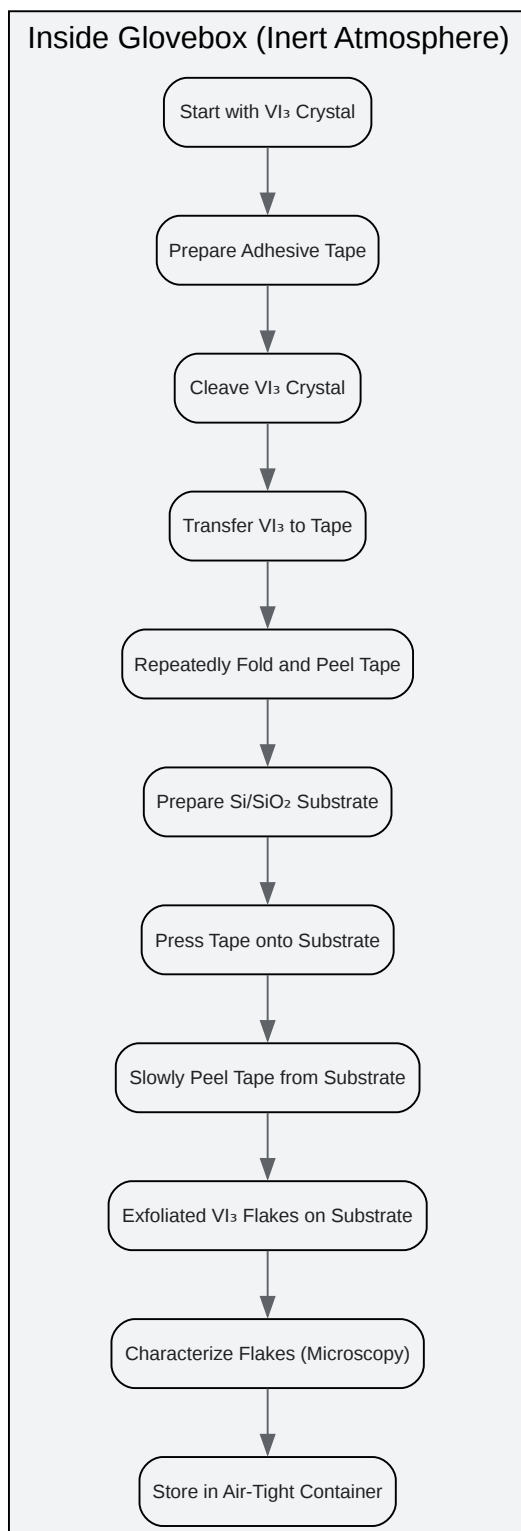 Inside Glovebox (Inert Atmosphere)
Start with VI₃ Crystal
Prepare Adhesive Tape
Cleave VI₃ Crystal
Transfer VI₃ to Tape
Repeatedly Fold and Peel Tape
Prepare Si/SiO₂ Substrate
Press Tape onto Substrate
Slowly Peel Tape from Substrate
Exfoliated VI₃ Flakes on Substrate
Characterize Flakes (Microscopy)
Store in Air-Tight Container